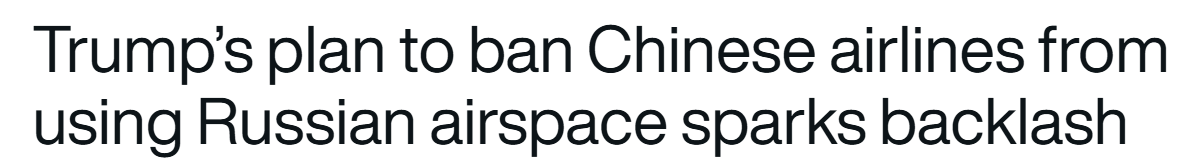 Trump’s plan to ban Chinese airlines from
using Russian airspace sparks backlash